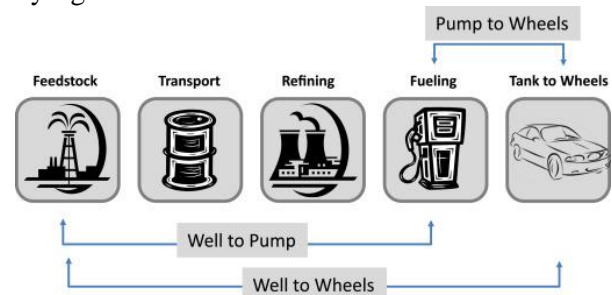 Pump to Wheels
Feedstock Transport Refining Fueling Tank to Wheels
Well to Pump
Well to Wheels